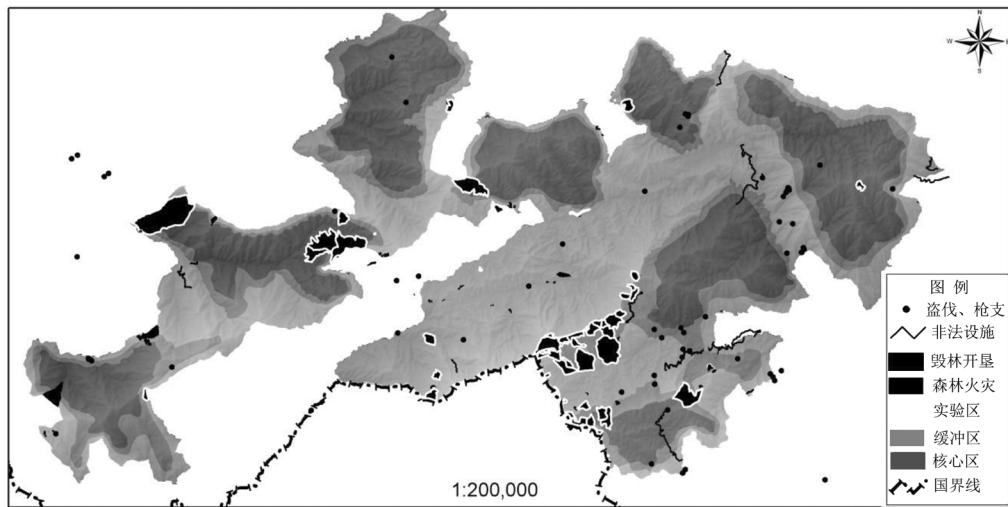 N
W
S
图 例
盗伐、枪支
非法设施
毁林开垦
森林火灾
实验区
缓冲区
核心区
国界线
1:200,000